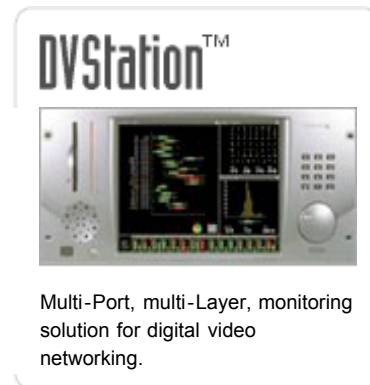 DVStation™
Multi-Port, multi-Layer, monitoring
solution for digital video
networking.